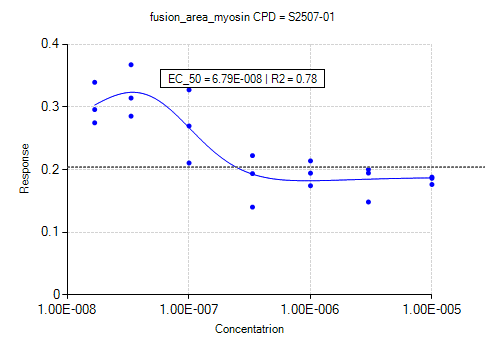 fusion_area_myosin CPD = S2507-01
0.4
EC_50 = 6.79E-008 | R2 = 0.78
0.3
0.2
0.1
0
Response
1.00E-008 1.00E-007 1.00E-006 1.00E-005
Concentatrion